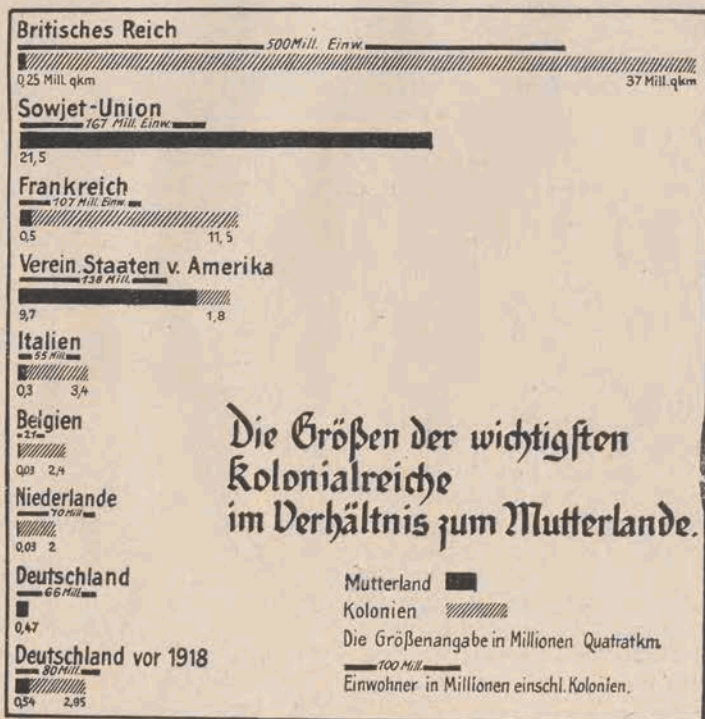 Britisches Reich
500 Mill. Einw.
0,25 Mill. qkm 37 Mill. qkm
Sowjet-Union
167 Mill. Einw.
21,5
Frankreich
107 Mill. Einw.
0,5 11,5
Verein. Staaten v. Amerika
138 Mill.
9,7 1,8
Italien
55 Mill.
0,3 3,4
Belgien
21
0,03 2,4
Niederlande
70 Mill.
0,03 2
Deutschland
66 Mill.
0,47
Deutschland vor 1918
80 Mill.
0,54 2,95
Die Größen der wichtigsten
Kolonialreiche
im Verhältnis zum Mutterlande.
Mutterland
Kolonien
Die Größenangabe in Millionen Quatratkm
100 Mill.
Einwohner in Millionen einschl. Kolonien.